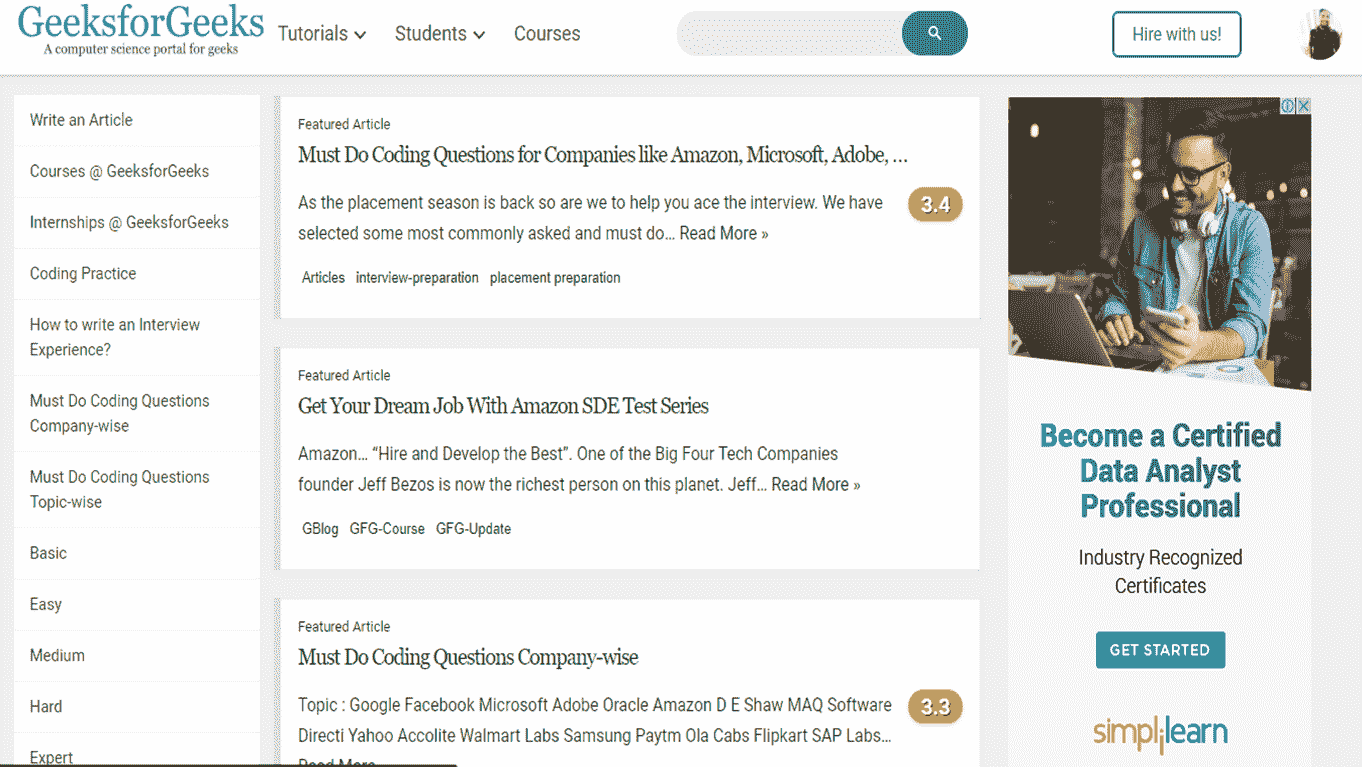 GeeksforGeeks
A computer science portal for geeks
Tutorials
Students
Courses
Hire with us!
Write an Article
Courses @ GeeksforGeeks
Internships @ GeeksforGeeks
Coding Practice
How to write an Interview
Experience?
Must Do Coding Questions
Company-wise
Must Do Coding Questions
Topic-wise
Basic
Easy
Medium
Hard
Expert
Featured Article
Must Do Coding Questions for Companies like Amazon, Microsoft, Adobe, ...
As the placement season is back so are we to help you ace the interview. We have
selected some most commonly asked and must do... Read More »
3.4
Articles interview-preparation placement preparation
Featured Article
Get Your Dream Job With Amazon SDE Test Series
Amazon... “Hire and Develop the Best”. One of the Big Four Tech Companies
founder Jeff Bezos is now the richest person on this planet. Jeff... Read More »
GBlog GFG-Course GFG-Update
Featured Article
Must Do Coding Questions Company-wise
Topic : Google Facebook Microsoft Adobe Oracle Amazon D E Shaw MAQ Software
Directi Yahoo Accolite Walmart Labs Samsung Paytm Ola Cabs Flipkart SAP Labs...
Read More
3.3
Become a Certified
Data Analyst
Professional
Industry Recognized
Certificates
GET STARTED
simplilearn